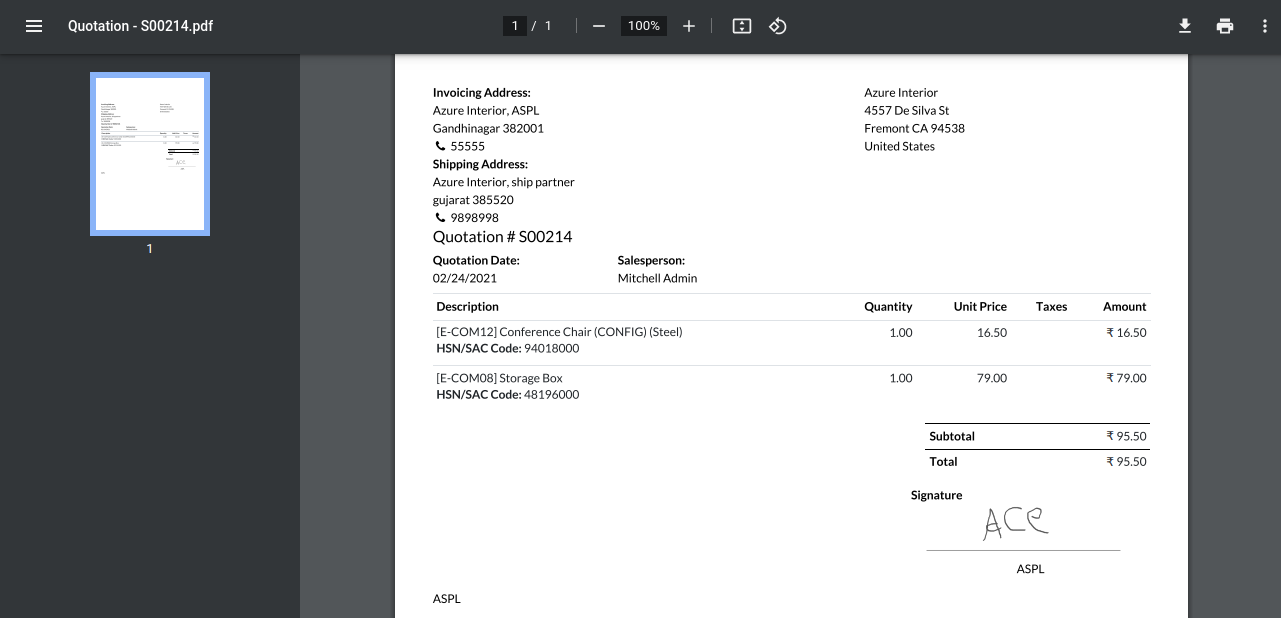 Quotation - S00214.pdf
1 / 1
100%
1
Invoicing Address:
Azure Interior, ASPL
Gandhinagar 382001
55555
Shipping Address:
Azure Interior, ship partner
gujarat 385520
9898998
Azure Interior
4557 De Silva St
Fremont CA 94538
United States
Quotation # S00214
Quotation Date: Salesperson:
02/24/2021 Mitchell Admin
Description Quantity Unit Price Taxes Amount
[E-COM12] Conference Chair (CONFIG) (Steel) 1.00 16.50 ₹ 16.50
HSN/SAC Code: 94018000
[E-COM08] Storage Box 1.00 79.00 ₹ 79.00
HSN/SAC Code: 48196000
Subtotal ₹ 95.50
Total ₹ 95.50
Signature
ACE
ASPL
ASPL